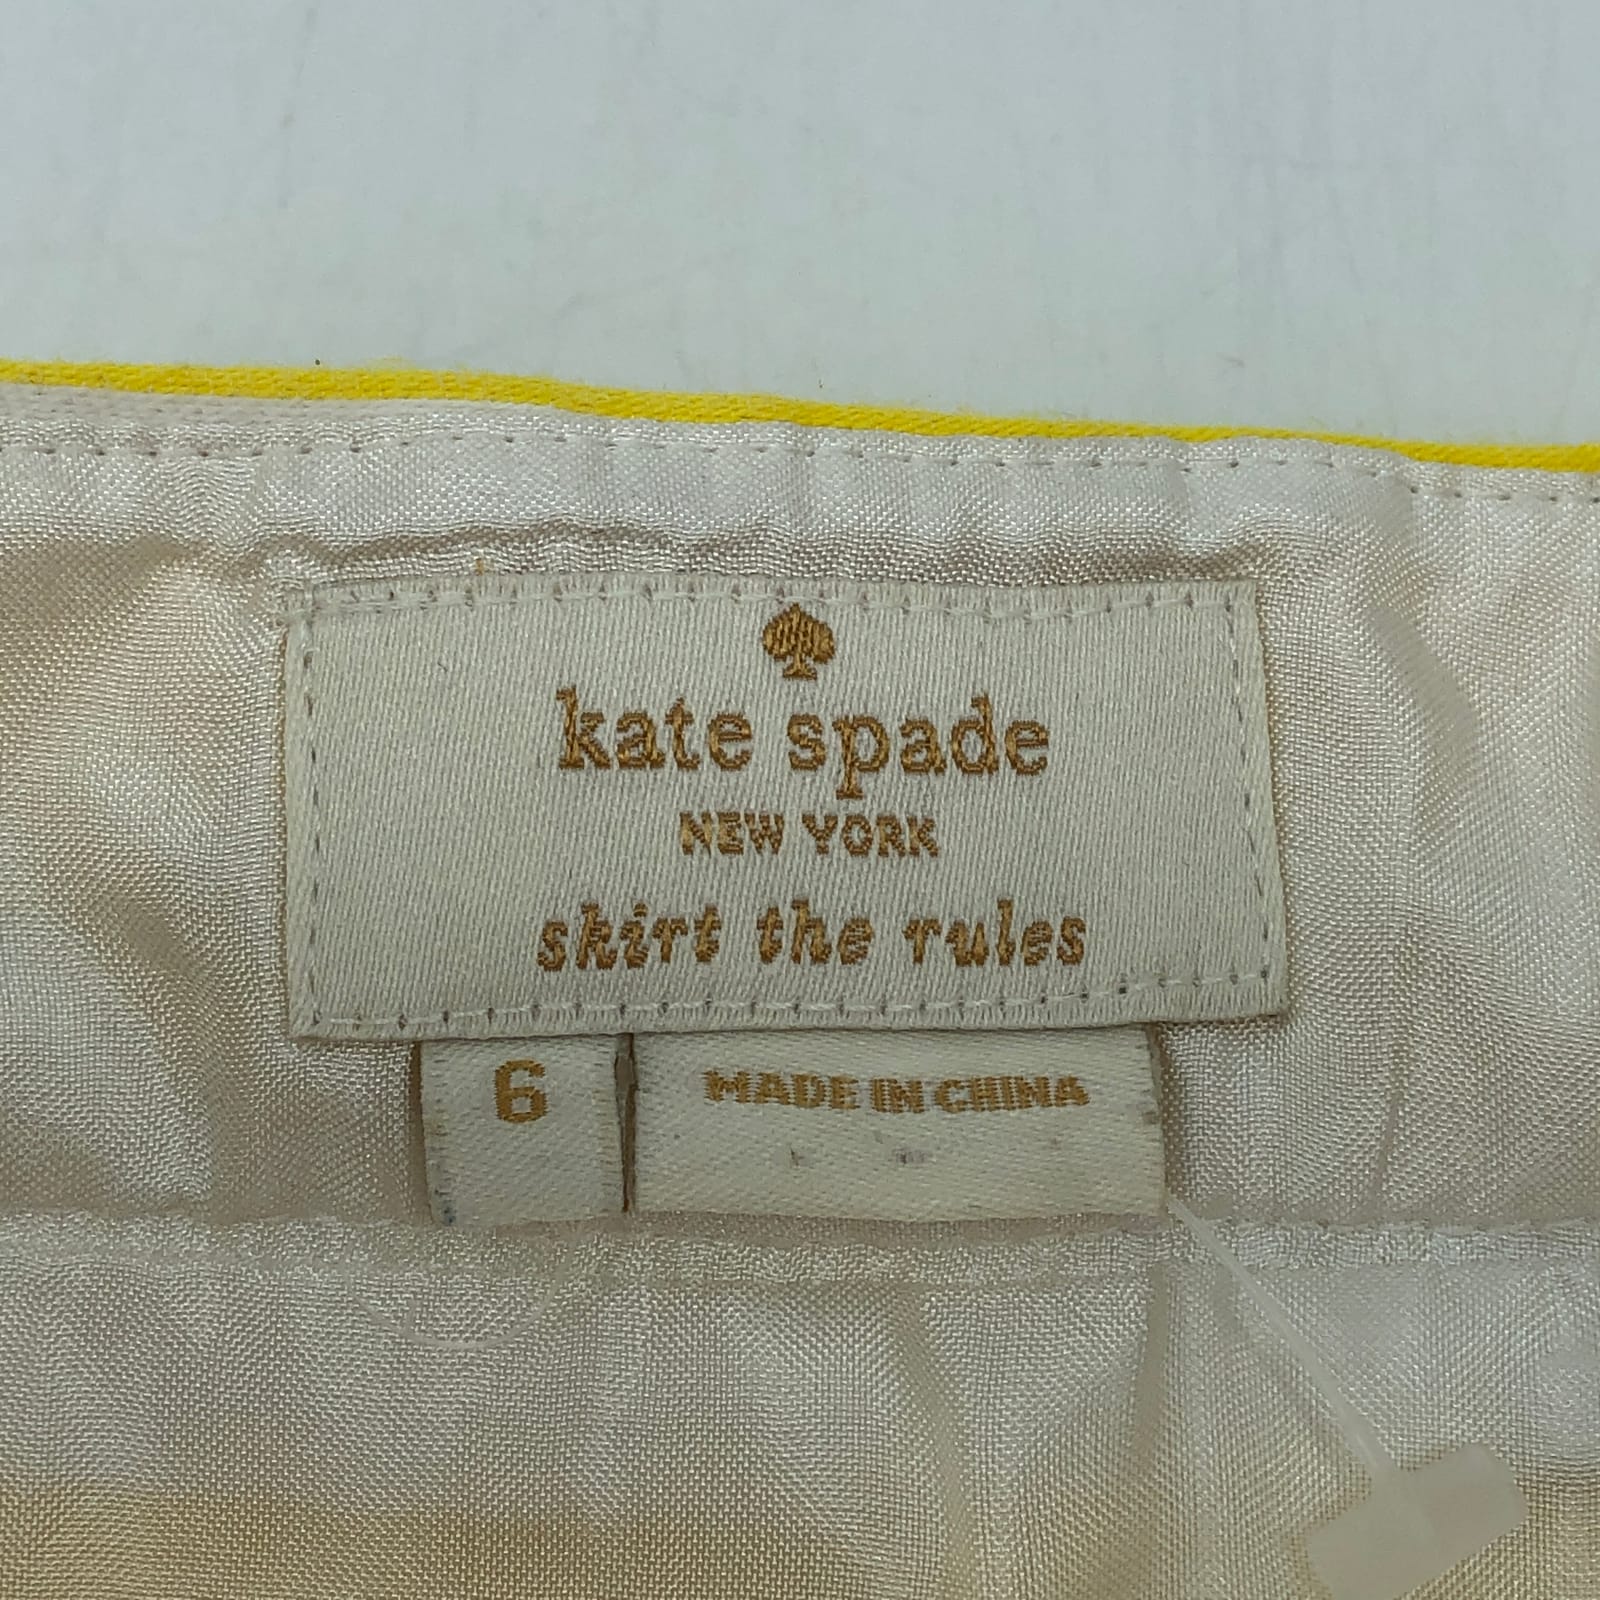 kate spade
NEW YORK
skirt the rules
6
MADE IN CHINA